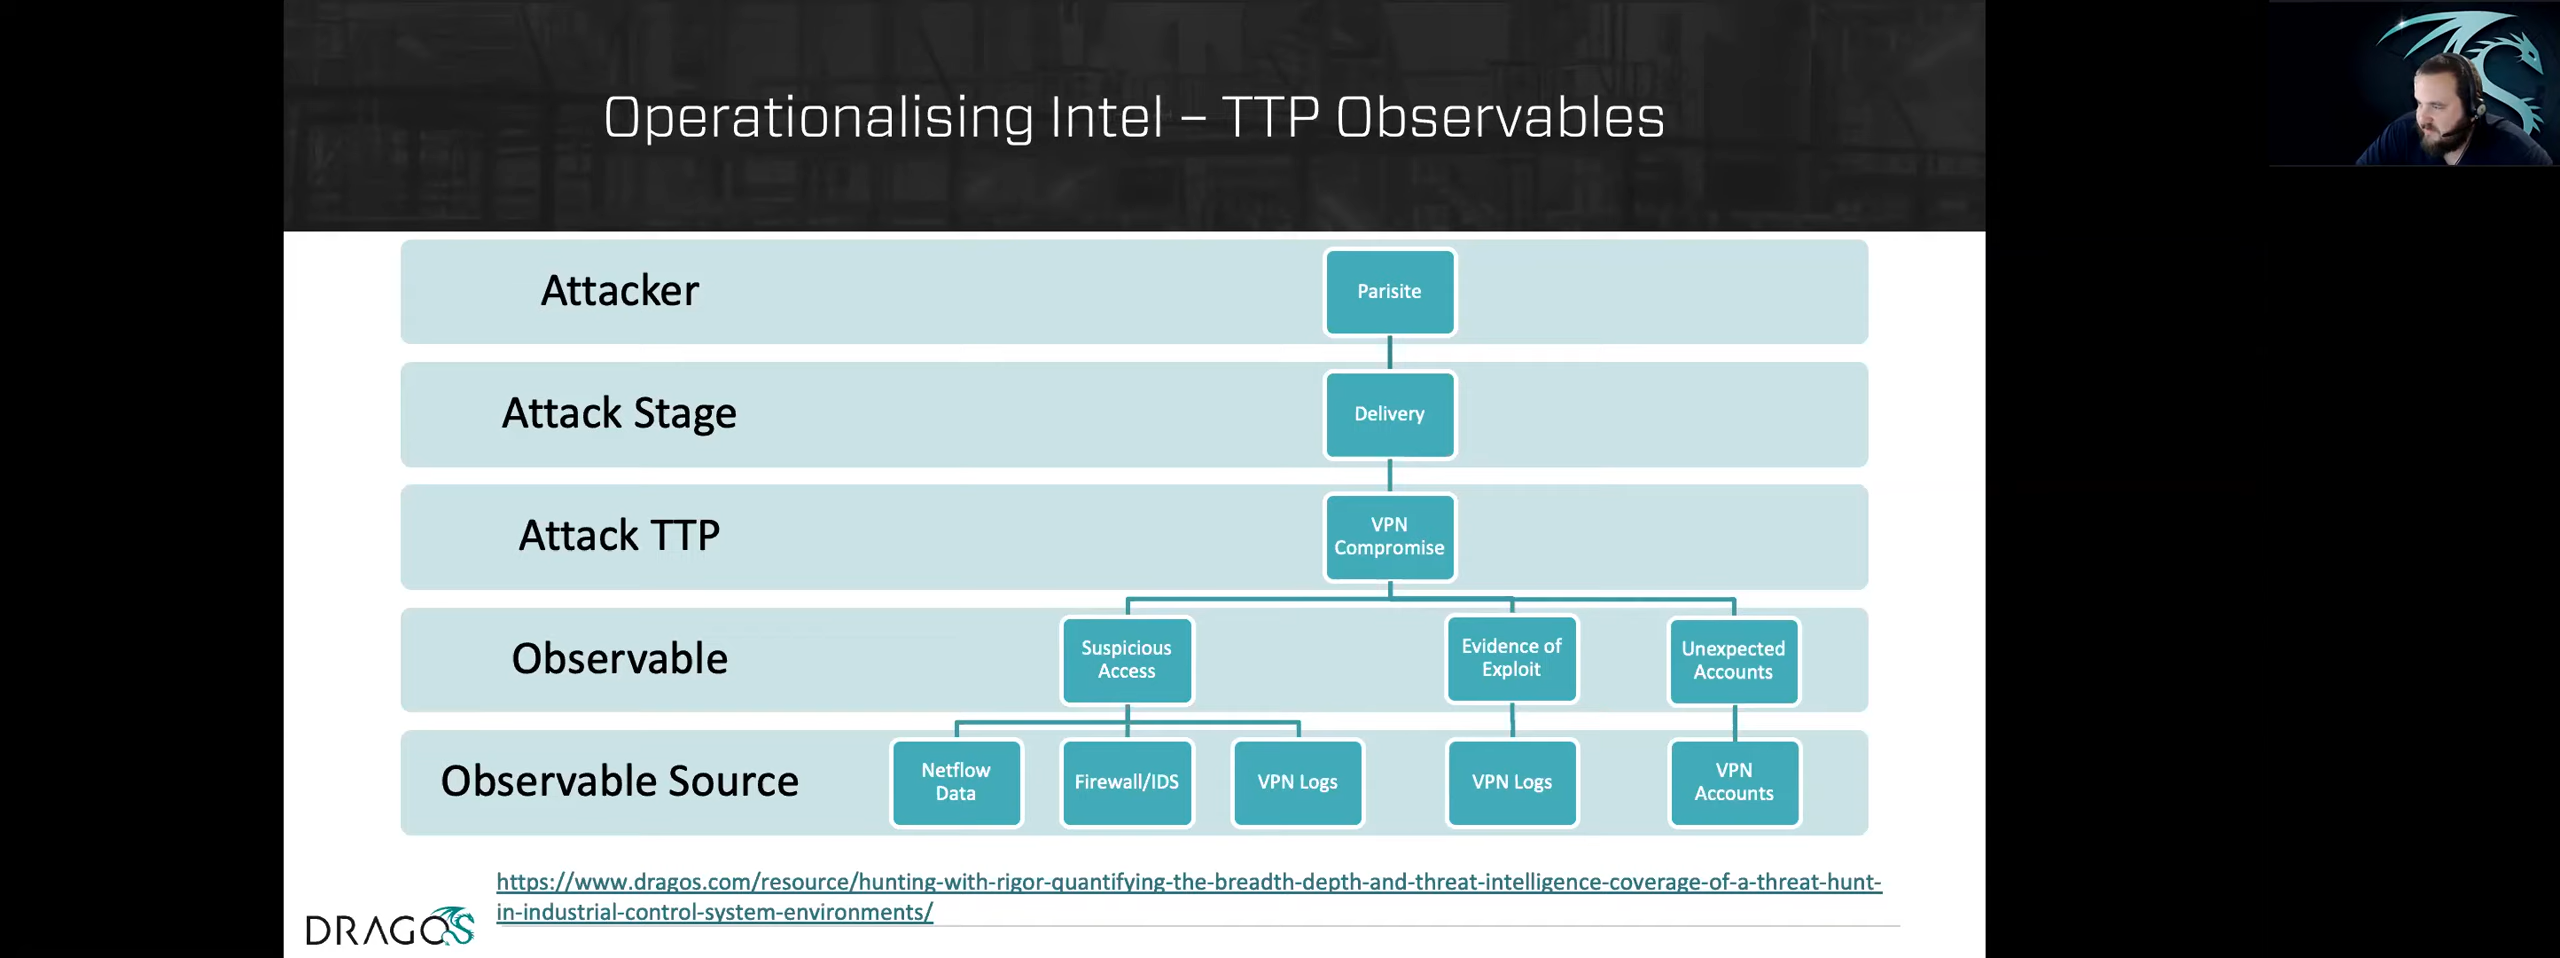 Operationalising Intel – TTP Observables
Attacker
Parisite
Attack Stage
Delivery
Attack TTP
VPN
Compromise
Observable
Suspicious
Access
Evidence of
Exploit
Unexpected
Accounts
Observable Source
Netflow
Data
Firewall/IDS
VPN Logs
VPN Logs
VPN
Accounts
https://www.dragos.com/resource/hunting-with-rigor-quantifying-the-breadth-depth-and-threat-intelligence-coverage-of-a-threat-hunt-
in-industrial-control-system-environments/
DRAGOS